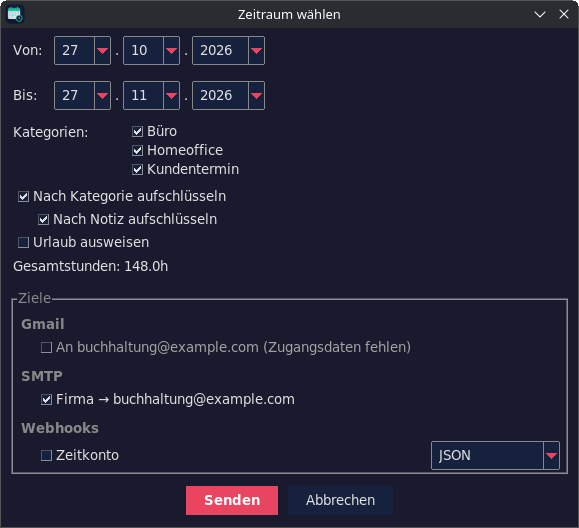 Zeitraum wählen
Von: 27 . 10 . 2026
Bis: 27 . 11 . 2026
Kategorien: Büro
Homeoffice
Kundentermin
Nach Kategorie aufschlüsseln
Nach Notiz aufschlüsseln
Urlaub ausweisen
Gesamtstunden: 148.0h
Ziele
Gmail
An buchhaltung@example.com (Zugangsdaten fehlen)
SMTP
Firma → buchhaltung@example.com
Webhooks
Zeitkonto JSON
Senden Abbrechen